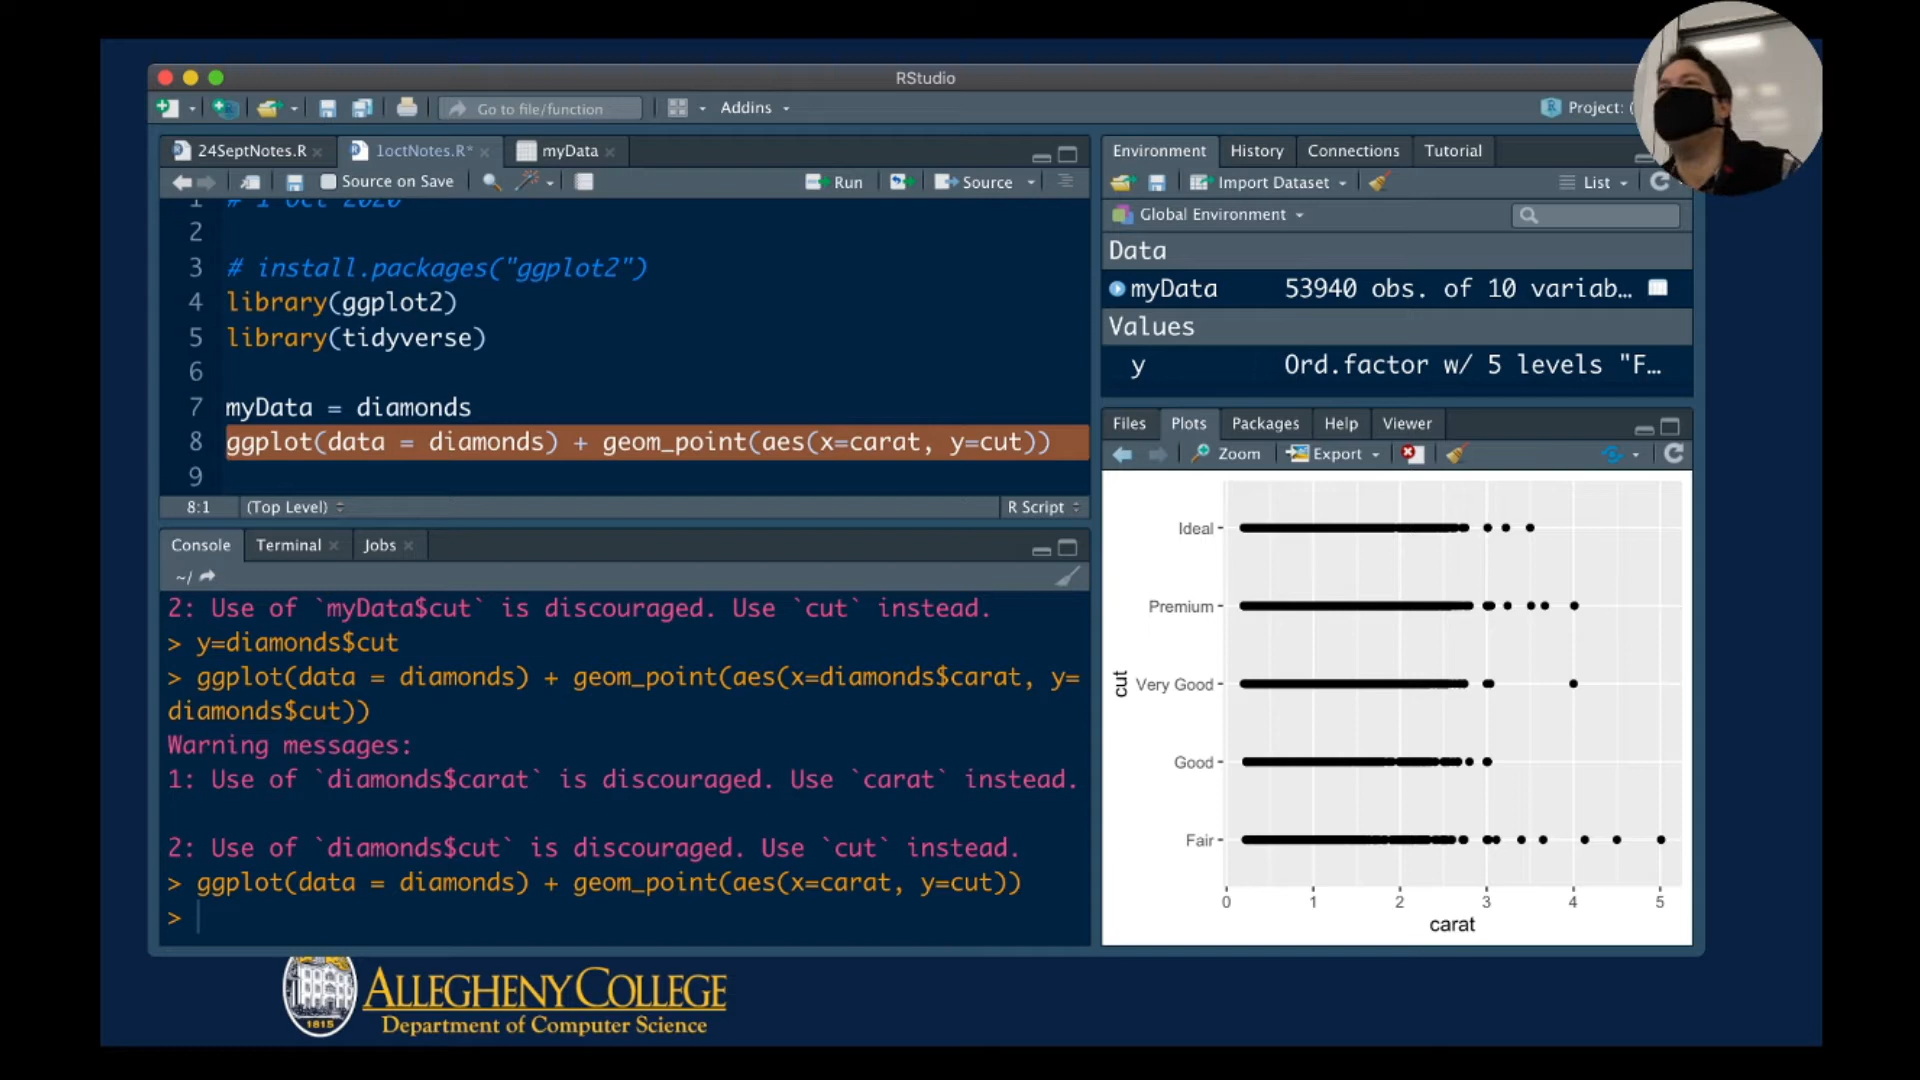 RStudio
Go to file/function
Addins
Project: (
24SeptNotes.R
1octNotes.R*
myData
Source on Save
Run
Source
1 # 1 Oct 2020
2
3 # install.packages("ggplot2")
4 library(ggplot2)
5 library(tidyverse)
6
7 myData = diamonds
8 ggplot(data = diamonds) + geom_point(aes(x=carat, y=cut))
9
8:1 (Top Level) R Script
Console Terminal Jobs
~/
2: Use of `myData$cut` is discouraged. Use `cut` instead.
> y=diamonds$cut
> ggplot(data = diamonds) + geom_point(aes(x=diamonds$carat, y=
diamonds$cut))
Warning messages:
1: Use of `diamonds$carat` is discouraged. Use `carat` instead.
2: Use of `diamonds$cut` is discouraged. Use `cut` instead.
> ggplot(data = diamonds) + geom_point(aes(x=carat, y=cut))
>
Environment History Connections Tutorial
Import Dataset List
Global Environment
Data
myData 53940 obs. of 10 variab…
Values
y Ord.factor w/ 5 levels "F…
Files Plots Packages Help Viewer
Zoom Export
Ideal
Premium
Very Good
Good
Fair
cut
0 1 2 3 4 5
carat
1815
ALLEGHENY COLLEGE
Department of Computer Science